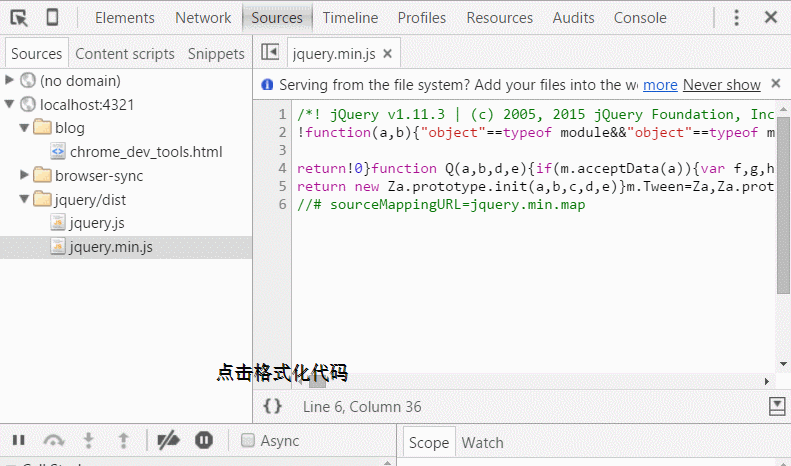 Elements Network Sources Timeline Profiles Resources Audits Console
Sources Content scripts Snippets
jquery.min.js
(no domain)
localhost:4321
blog
chrome_dev_tools.html
browser-sync
jquery/dist
jquery.js
jquery.min.js
Serving from the file system? Add your files into the more Never show
1 /*! jQuery v1.11.3 | (c) 2005, 2015 jQuery Foundation, Inc
2 !function(a,b){"object"==typeof module&&"object"==typeof m
3
4 return!0}function Q(a,b,d,e){if(m.acceptData(a)){var f,g,h
5 return new Za.prototype.init(a,b,c,d,e)}m.Tween=Za,Za.prot
6 //# sourceMappingURL=jquery.min.map
点击格式化代码
{} Line 6, Column 36
Async
Scope Watch